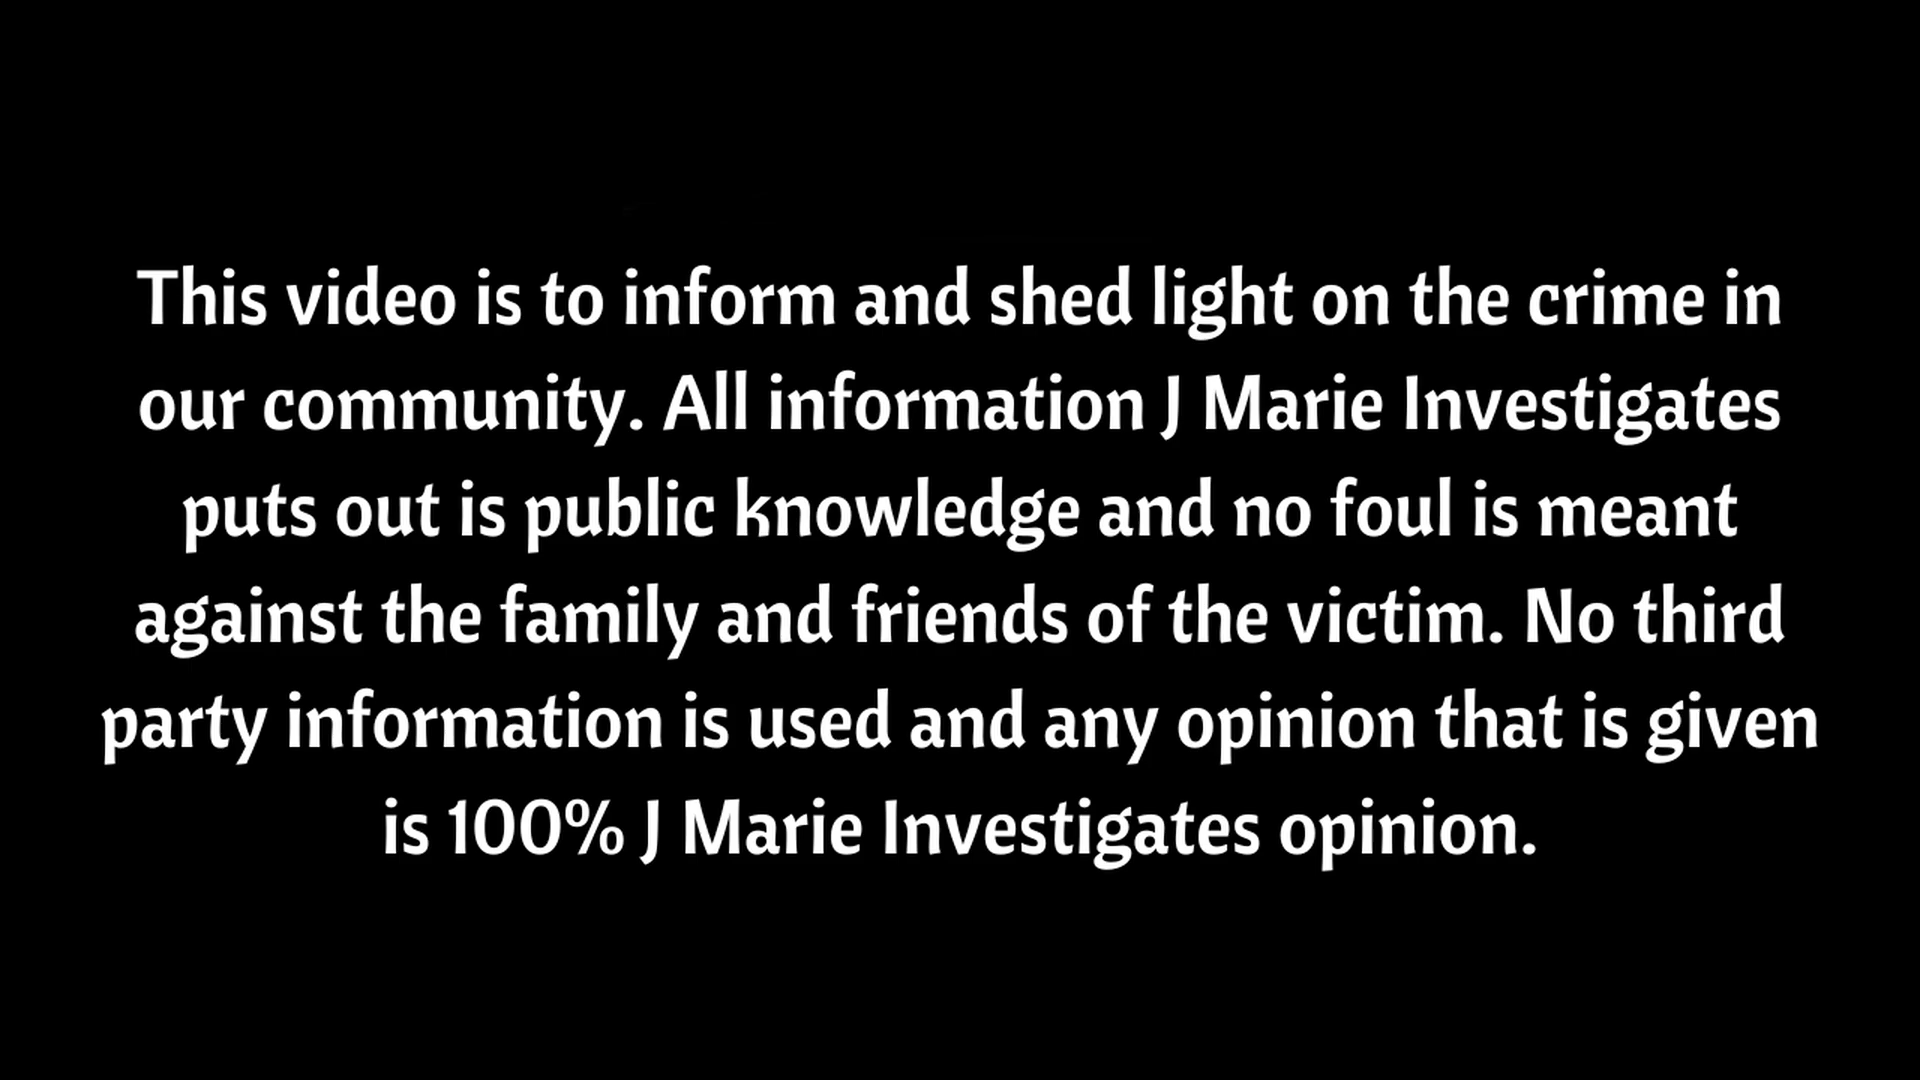 This video is to inform and shed light on the crime in
our community. All information J Marie Investigates
puts out is public knowledge and no foul is meant
against the family and friends of the victim. No third
party information is used and any opinion that is given
is 100% J Marie Investigates opinion.